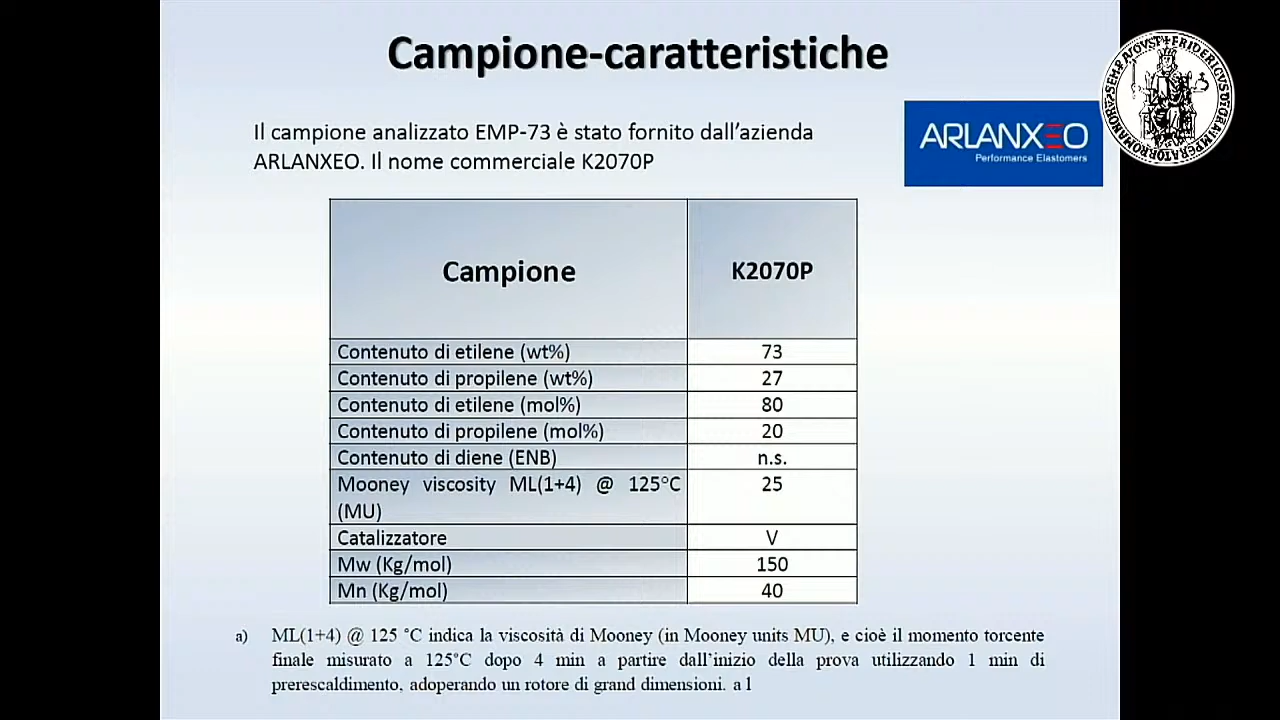 Campione-caratteristiche
Il campione analizzato EMP-73 è stato fornito dall'azienda
ARLANXEO. Il nome commerciale K2070P
ARLANXEO
Performance Elastomers
Campione K2070P
Contenuto di etilene (wt%) 73
Contenuto di propilene (wt%) 27
Contenuto di etilene (mol%) 80
Contenuto di propilene (mol%) 20
Contenuto di diene (ENB) n.s.
Mooney viscosity ML(1+4) @ 125°C 25
(MU)
Catalizzatore V
Mw (Kg/mol) 150
Mn (Kg/mol) 40
a) ML(1+4) @ 125 °C indica la viscosità di Mooney (in Mooney units MU), e cioè il momento torcente
finale misurato a 125°C dopo 4 min a partire dall'inizio della prova utilizzando 1 min di
prerescaldimento, adoperando un rotore di grand dimensioni. a l